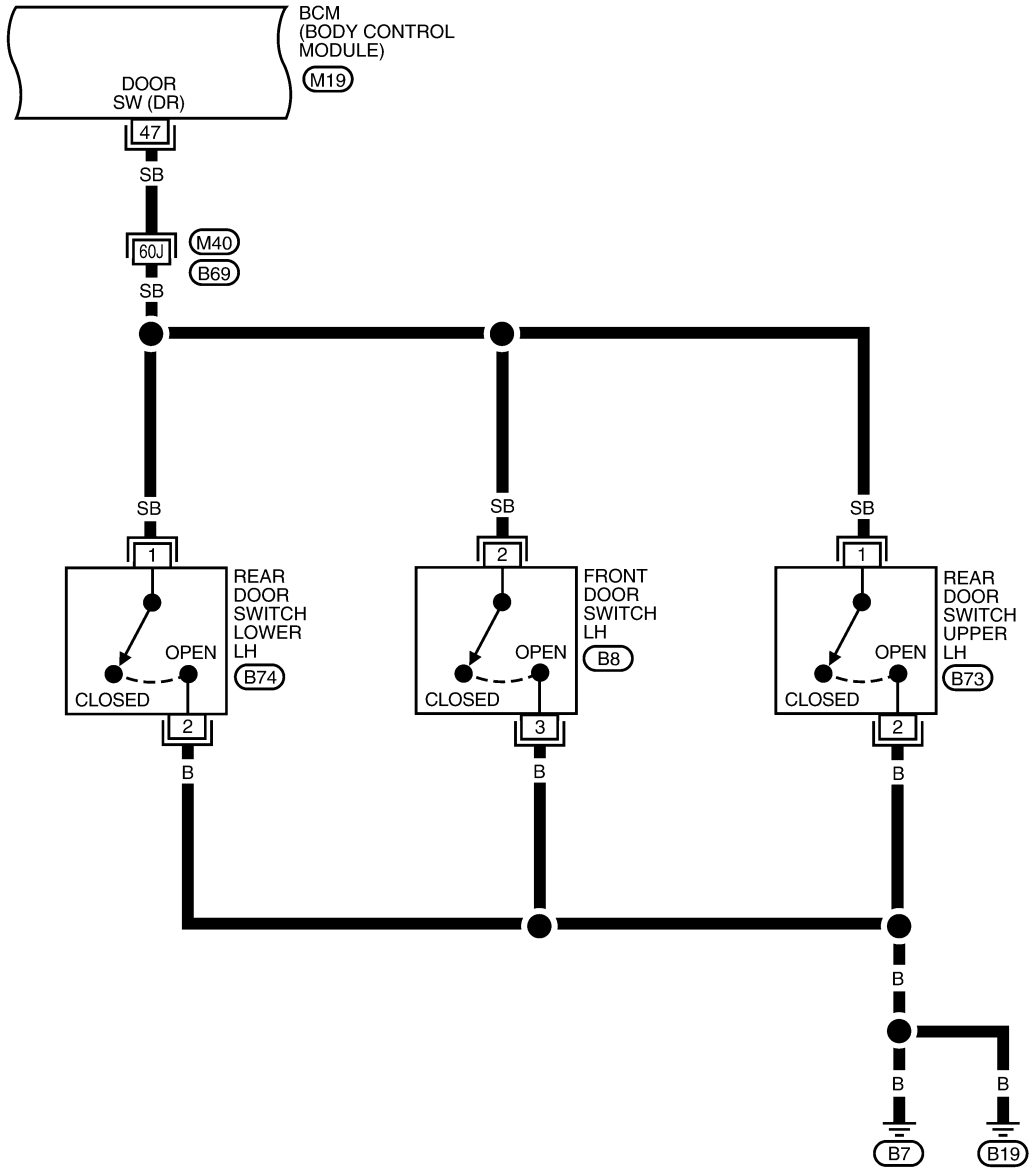 BCM
(BODY CONTROL
MODULE)
M19
DOOR
SW (DR)
47
SB
60J
M40
B69
SB
SB
SB
SB
1
2
1
REAR
DOOR
SWITCH
LOWER
LH
B74
OPEN
CLOSED
FRONT
DOOR
SWITCH
LH
B8
OPEN
CLOSED
REAR
DOOR
SWITCH
UPPER
LH
B73
OPEN
CLOSED
2
3
2
B
B
B
B
B
B
B7
B19